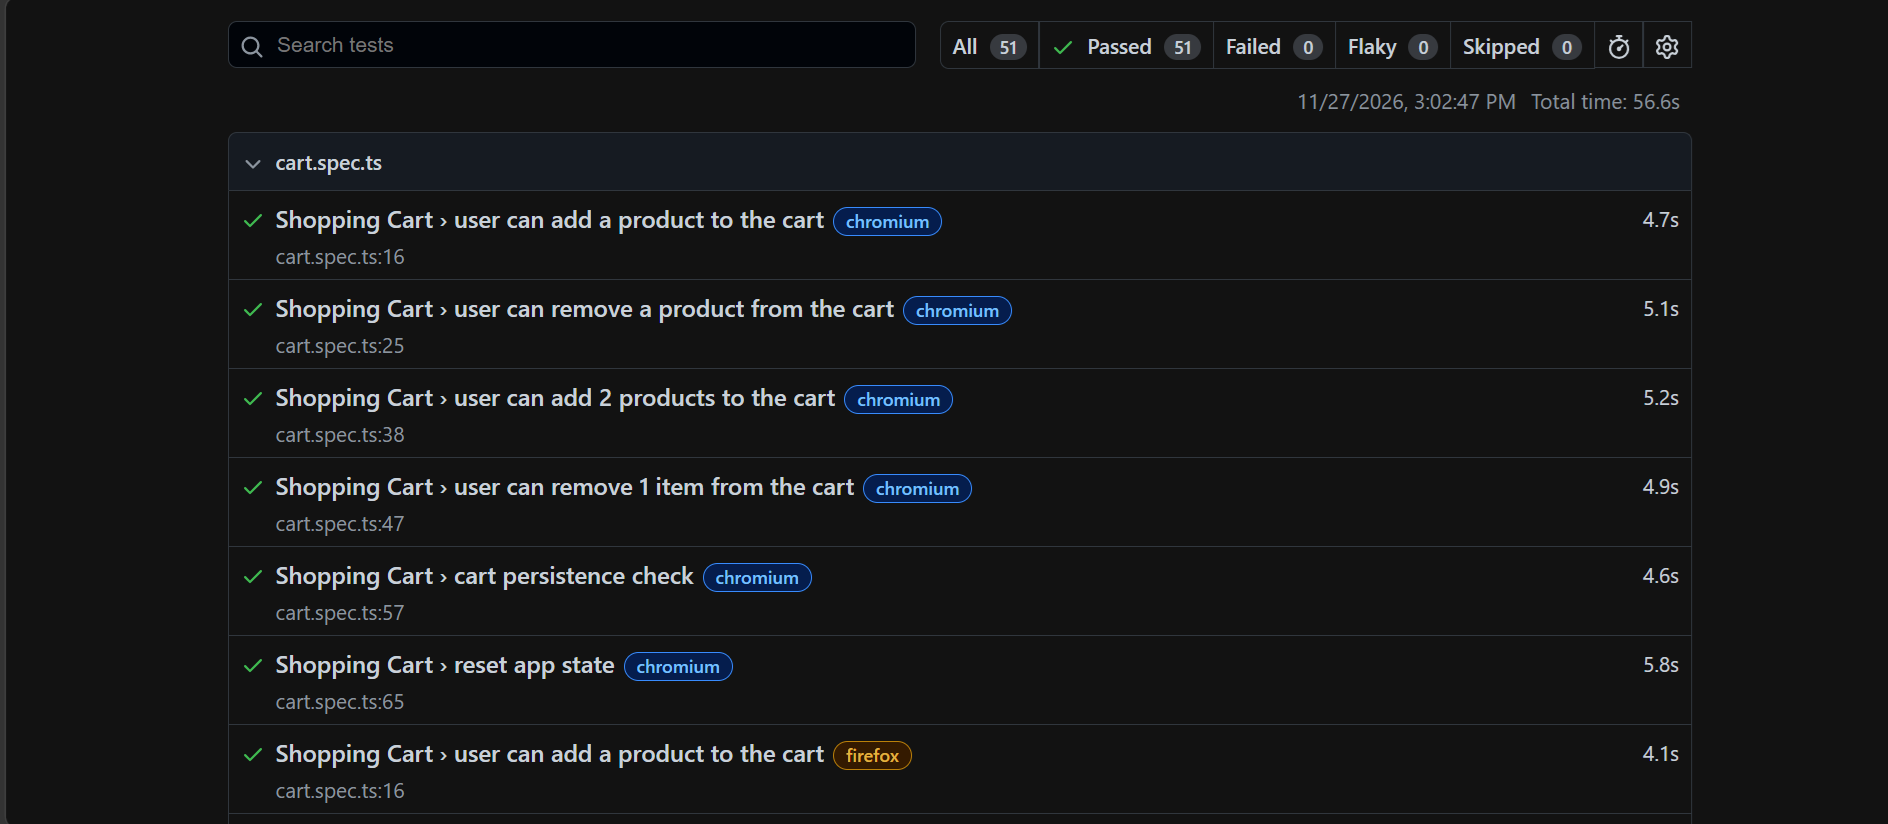 Search tests
All 51 Passed 51 Failed 0 Flaky 0 Skipped 0
11/27/2026, 3:02:47 PM Total time: 56.6s
cart.spec.ts
Shopping Cart › user can add a product to the cart chromium 4.7s
cart.spec.ts:16
Shopping Cart › user can remove a product from the cart chromium 5.1s
cart.spec.ts:25
Shopping Cart › user can add 2 products to the cart chromium 5.2s
cart.spec.ts:38
Shopping Cart › user can remove 1 item from the cart chromium 4.9s
cart.spec.ts:47
Shopping Cart › cart persistence check chromium 4.6s
cart.spec.ts:57
Shopping Cart › reset app state chromium 5.8s
cart.spec.ts:65
Shopping Cart › user can add a product to the cart firefox 4.1s
cart.spec.ts:16